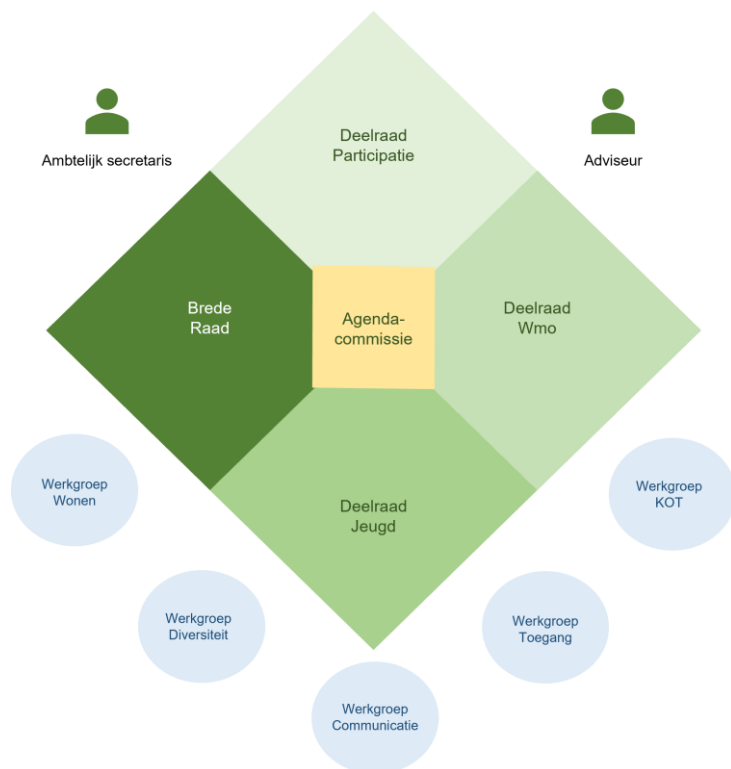 Deelraad
Participatie
Ambtelijk secretaris
Adviseur
Brede
Raad
Agenda-
commissie
Deelraad
Wmo
Deelraad
Jeugd
Werkgroep
Wonen
Werkgroep
KOT
Werkgroep
Diversiteit
Werkgroep
Toegang
Werkgroep
Communicatie